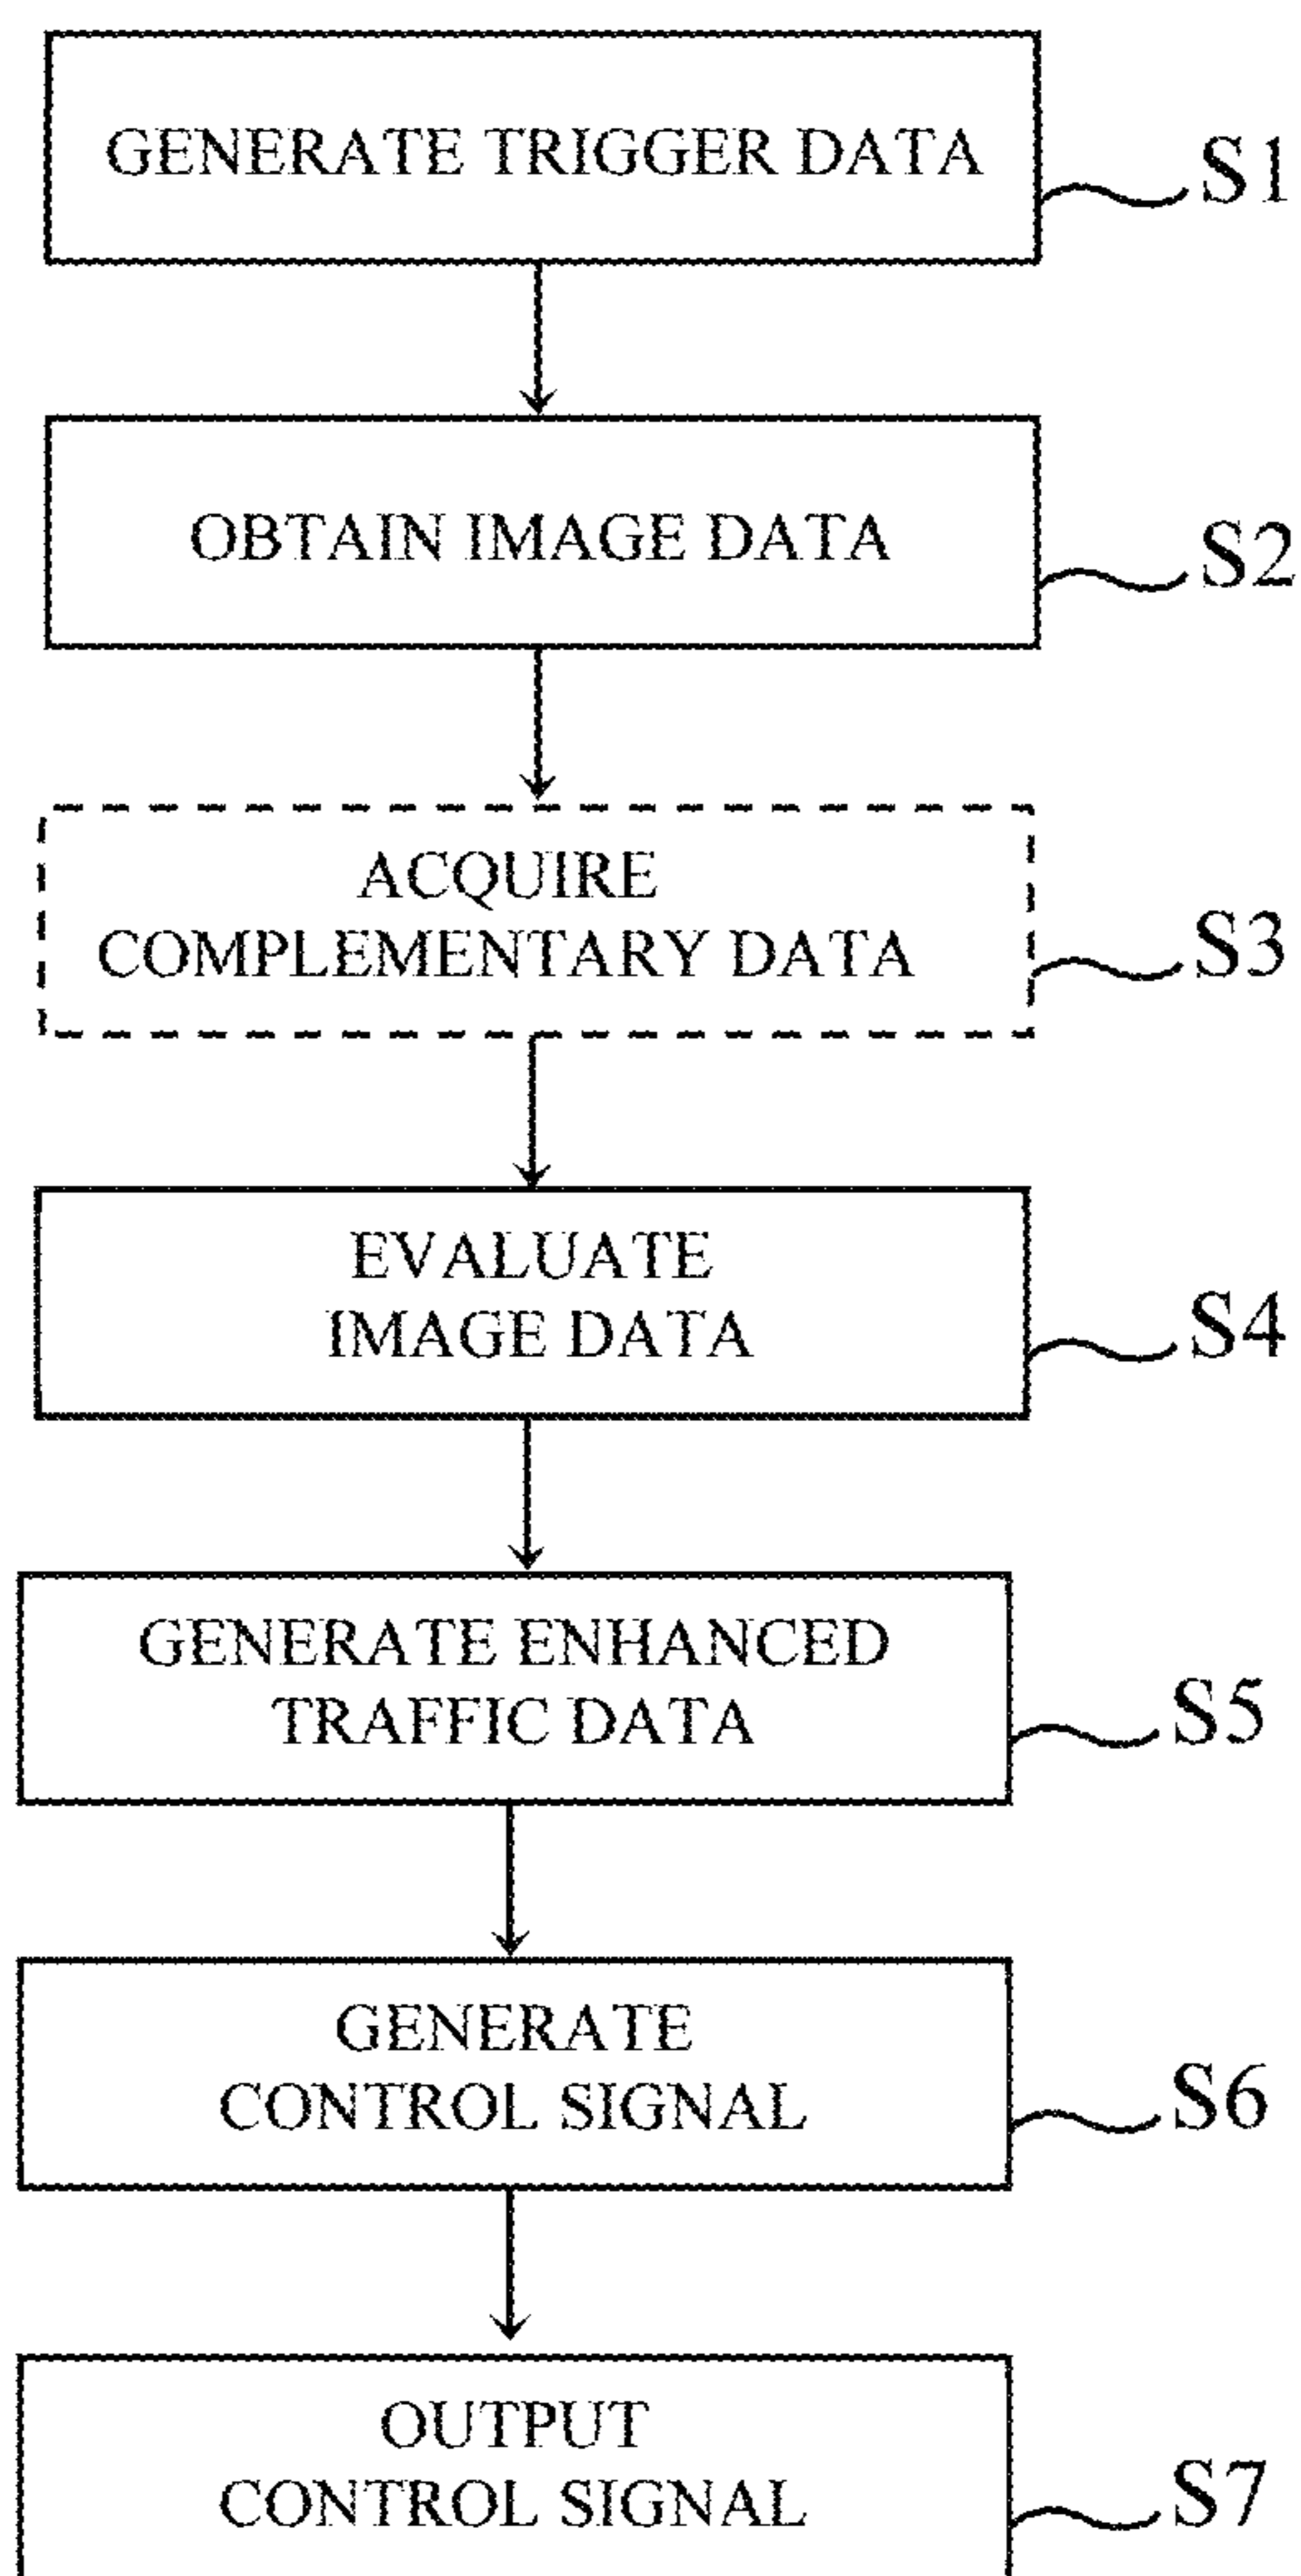 GENERATE TRIGGER DATA
S1
OBTAIN IMAGE DATA
S2
ACQUIRE
COMPLEMENTARY DATA
S3
EVALUATE
IMAGE DATA
S4
GENERATE ENHANCED
TRAFFIC DATA
S5
GENERATE
CONTROL SIGNAL
S6
OUTPUT
CONTROL SIGNAL
S7